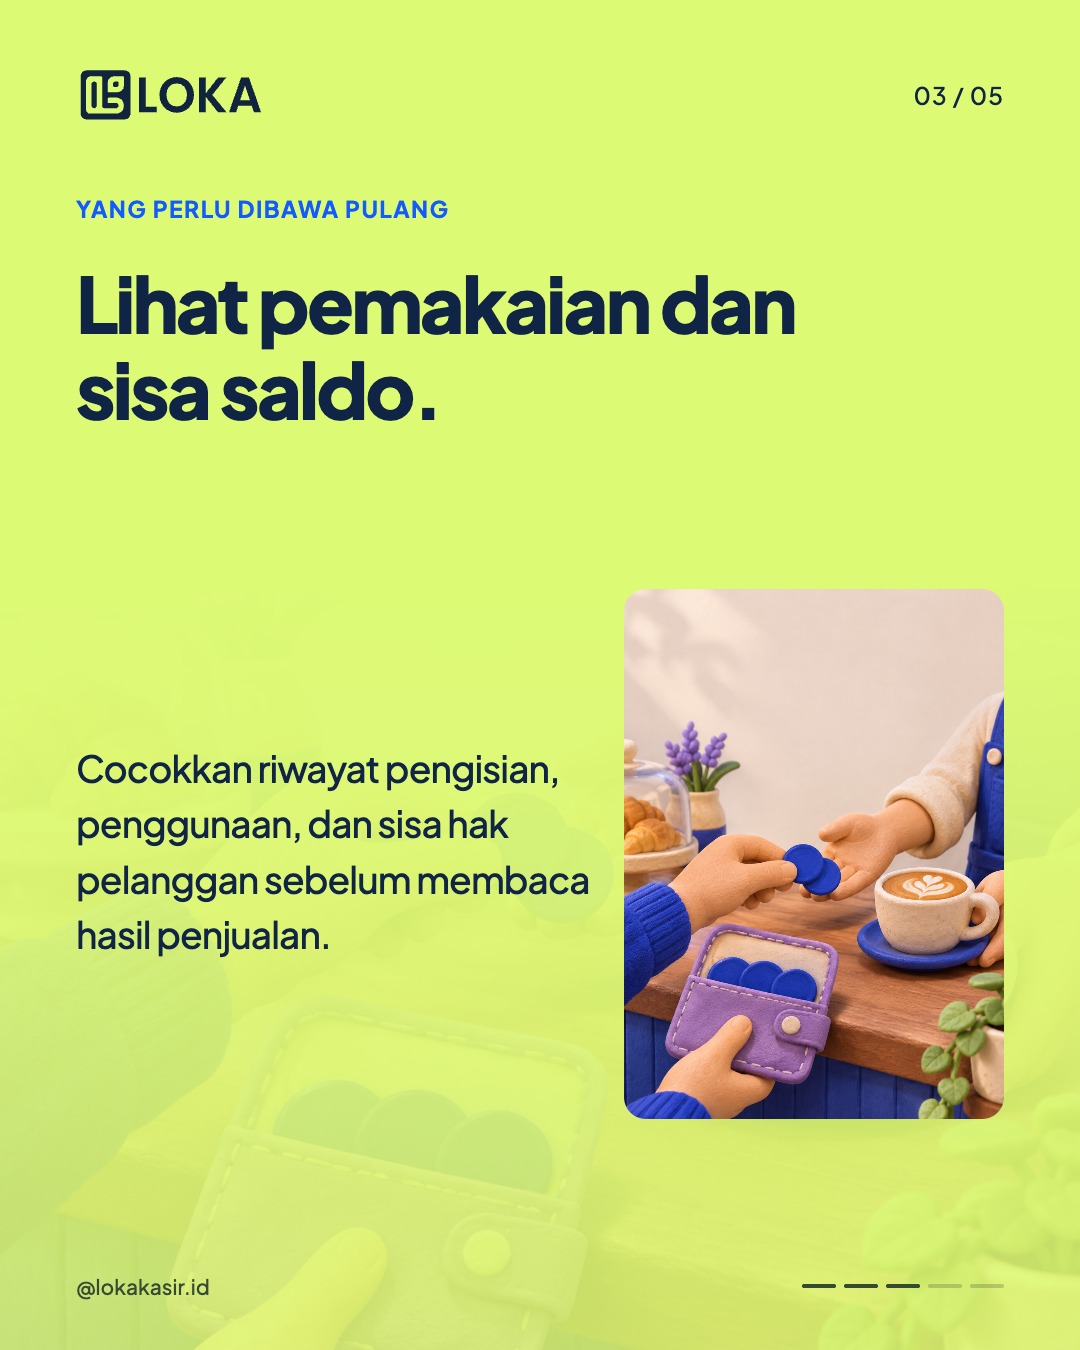 LOKA
03 / 05
YANG PERLU DIBAWA PULANG
Lihat pemakaian dan
sisa saldo.
Cocokkan riwayat pengisian,
penggunaan, dan sisa hak
pelanggan sebelum membaca
hasil penjualan.
@lokakasir.id